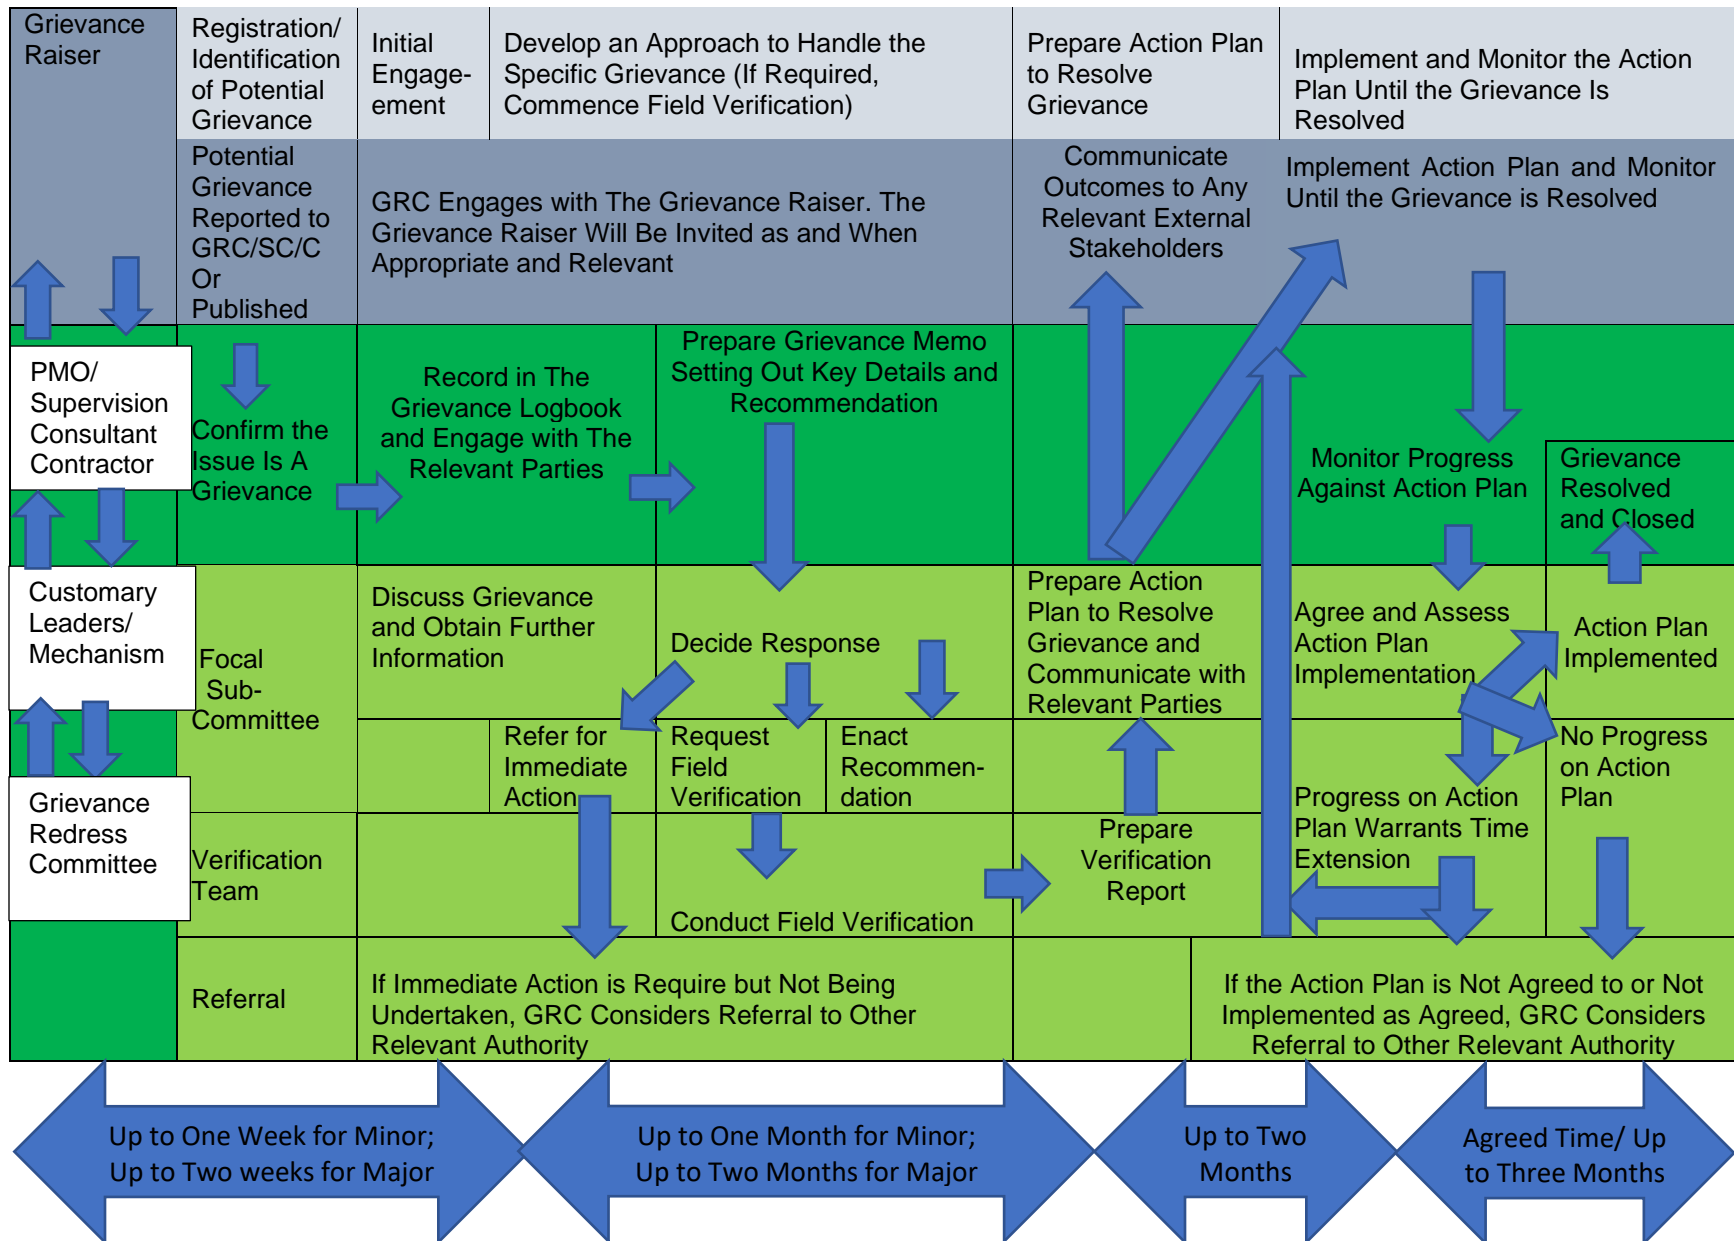 Grievance
Raiser
Registration/
Identification
of Potential
Grievance
Initial
Engage-
ement
Develop an Approach to Handle the
Specific Grievance (If Required,
Commence Field Verification)
Prepare Action Plan
to Resolve
Grievance
Implement and Monitor the Action
Plan Until the Grievance Is
Resolved
Potential
Grievance
Reported to
GRC/SC/C
Or
Published
GRC Engages with The Grievance Raiser. The
Grievance Raiser Will Be Invited as and When
Appropriate and Relevant
Communicate
Outcomes to Any
Relevant External
Stakeholders
Implement Action Plan and Monitor
Until the Grievance is Resolved
PMO/
Supervision
Consultant
Contractor
Confirm the
Issue Is A
Grievance
Record in The
Grievance Logbook
and Engage with The
Relevant Parties
Prepare Grievance Memo
Setting Out Key Details and
Recommendation
Monitor Progress
Against Action Plan
Grievance
Resolved
and Closed
Customary
Leaders/
Mechanism
Focal
Sub-
Committee
Discuss Grievance
and Obtain Further
Information
Decide Response
Prepare Action
Plan to Resolve
Grievance and
Communicate with
Relevant Parties
Agree and Assess
Action Plan
Implementation
Action Plan
Implemented
Refer for
Immediate
Action
Request
Field
Verification
Enact
Recommen-
dation
Progress on Action
Plan Warrants Time
Extension
No Progress
on Action
Plan
Grievance
Redress
Committee
Verification
Team
Conduct Field Verification
Prepare
Verification
Report
Referral
If Immediate Action is Require but Not Being
Undertaken, GRC Considers Referral to Other
Relevant Authority
If the Action Plan is Not Agreed to or Not
Implemented as Agreed, GRC Considers
Referral to Other Relevant Authority
Up to One Week for Minor;
Up to Two weeks for Major
Up to One Month for Minor;
Up to Two Months for Major
Up to Two
Months
Agreed Time/ Up
to Three Months